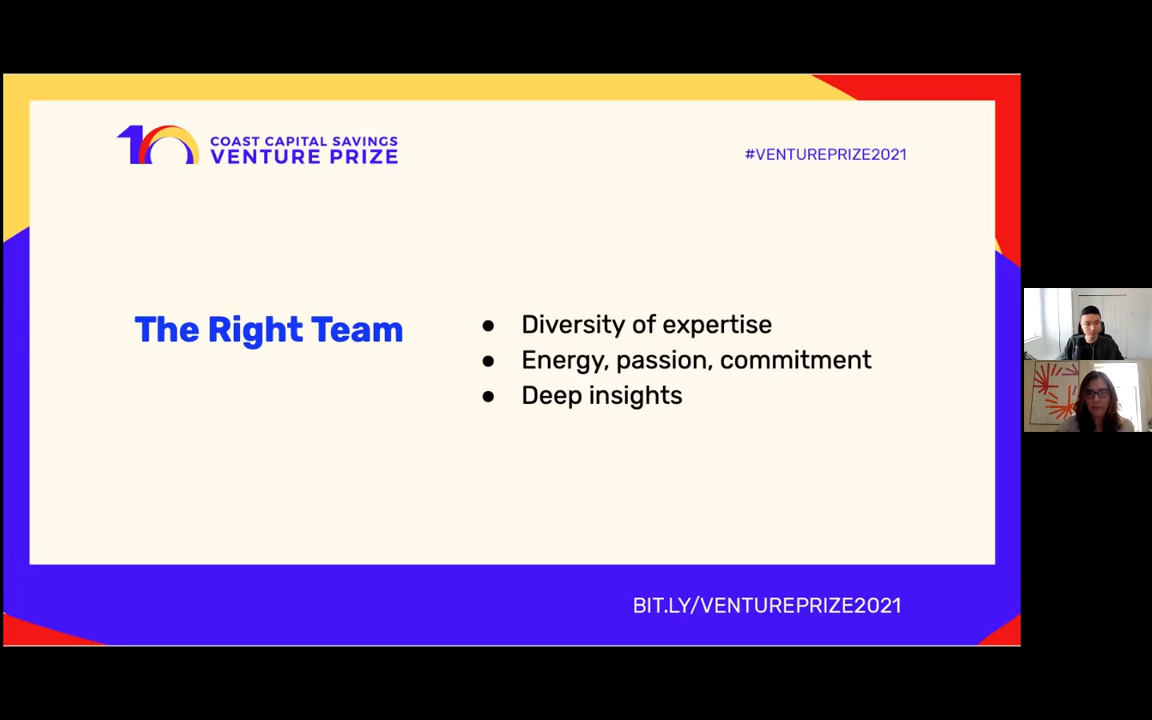 10 COAST CAPITAL SAVINGS
VENTURE PRIZE
#VENTUREPRIZE2021
The Right Team
● Diversity of expertise
● Energy, passion, commitment
● Deep insights
BIT.LY/VENTUREPRIZE2021